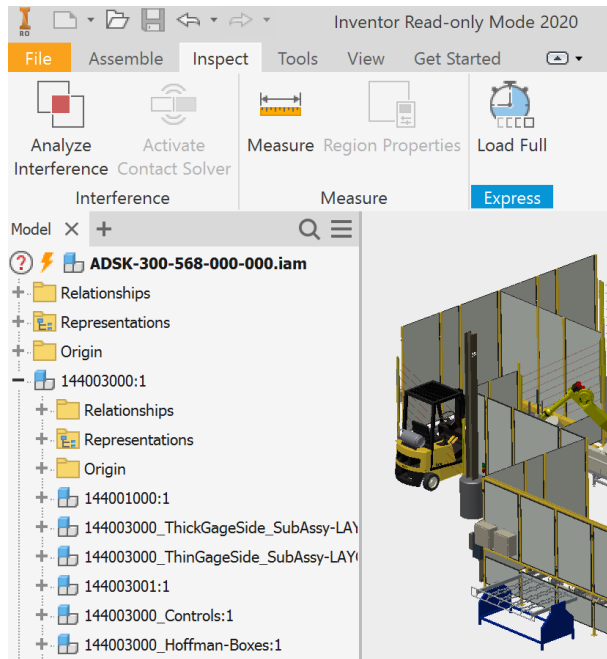 RO
Inventor Read-only Mode 2020
File Assemble Inspect Tools View Get Started
Analyze Interference
Activate Contact Solver
Measure
Region Properties
Load Full
Interference Measure Express
Model
ADSK-300-568-000-000.iam
Relationships
Representations
Origin
144003000:1
Relationships
Representations
Origin
144001000:1
144003000_ThickGageSide_SubAssy-LAY
144003000_ThinGageSide_SubAssy-LAY
144003001:1
144003000_Controls:1
144003000_Hoffman-Boxes:1